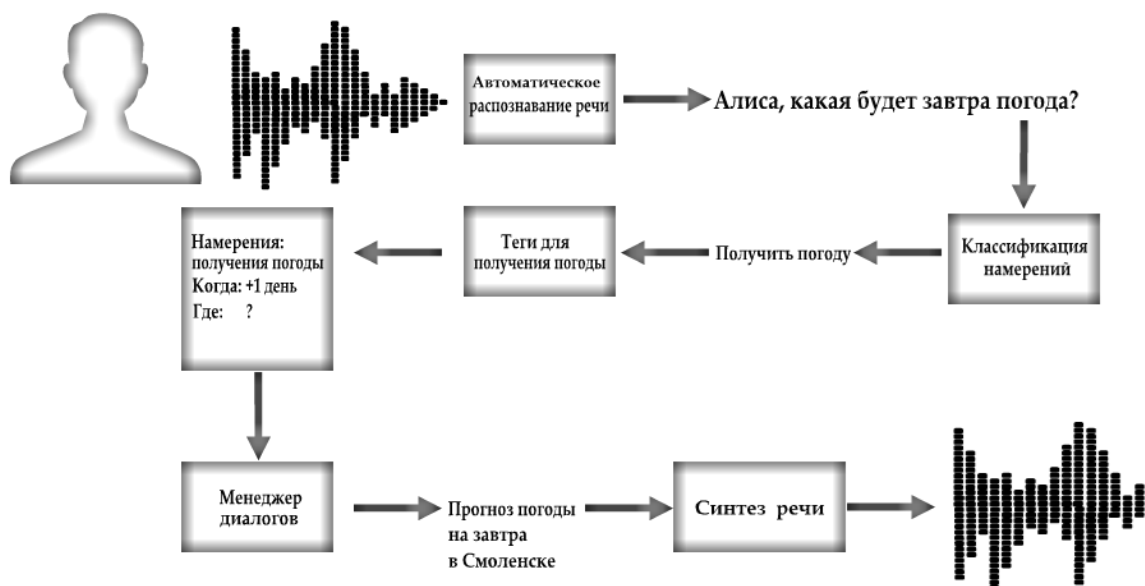 Автоматическое
распознавание речи
Алиса, какая будет завтра погода?
Классификация
намерений
Получить погоду
Теги для
получения погоды
Намерения:
получения погоды
Когда: +1 день
Где: ?
Менеджер
диалогов
Прогноз погоды
на завтра
в Смоленске
Синтез речи